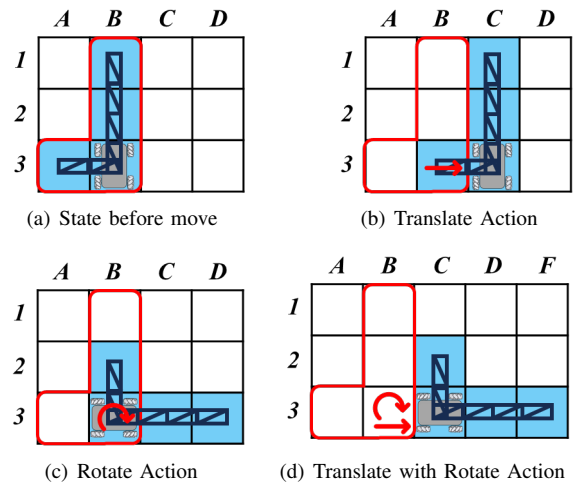 A B C D
1
2
3
(a) State before move
A B C D
1
2
3
(b) Translate Action
A B C D
1
2
3
(c) Rotate Action
A B C D F
1
2
3
(d) Translate with Rotate Action